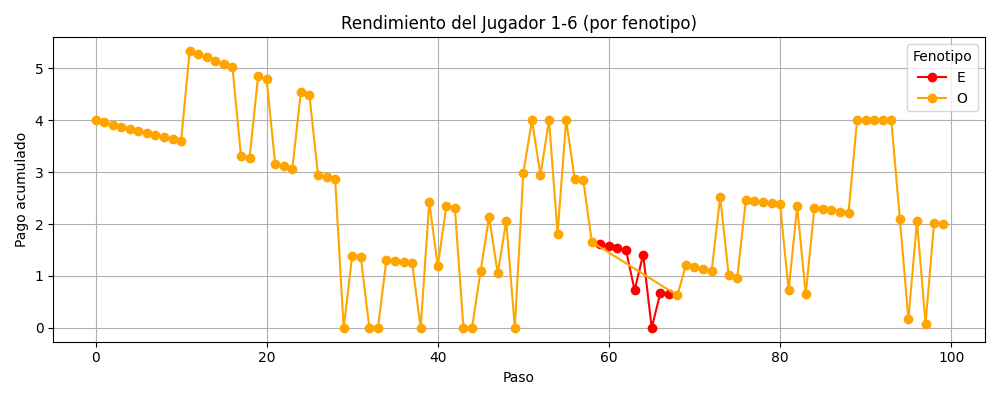 Rendimiento del Jugador 1-6 (por fenotipo)
Pago acumulado
5
4
3
2
1
0
Fenotipo
E
O
0
20
40
60
80
100
Paso